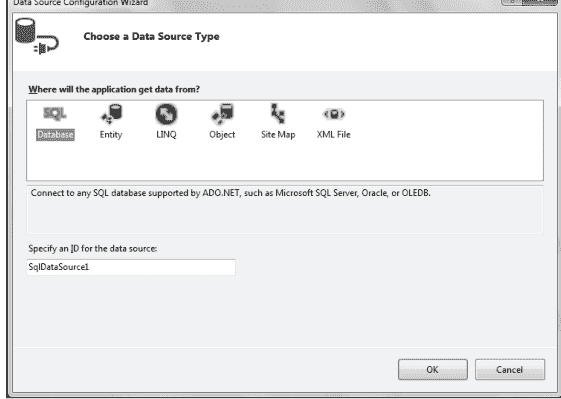 Data Source Configuration Wizard
Choose a Data Source Type
Where will the application get data from?
SQL
Database Entity LINQ Object Site Map XML File
Connect to any SQL database supported by ADO.NET, such as Microsoft SQL Server, Oracle, or OLEDB.
Specify an ID for the data source:
SqlDataSource1
OK Cancel